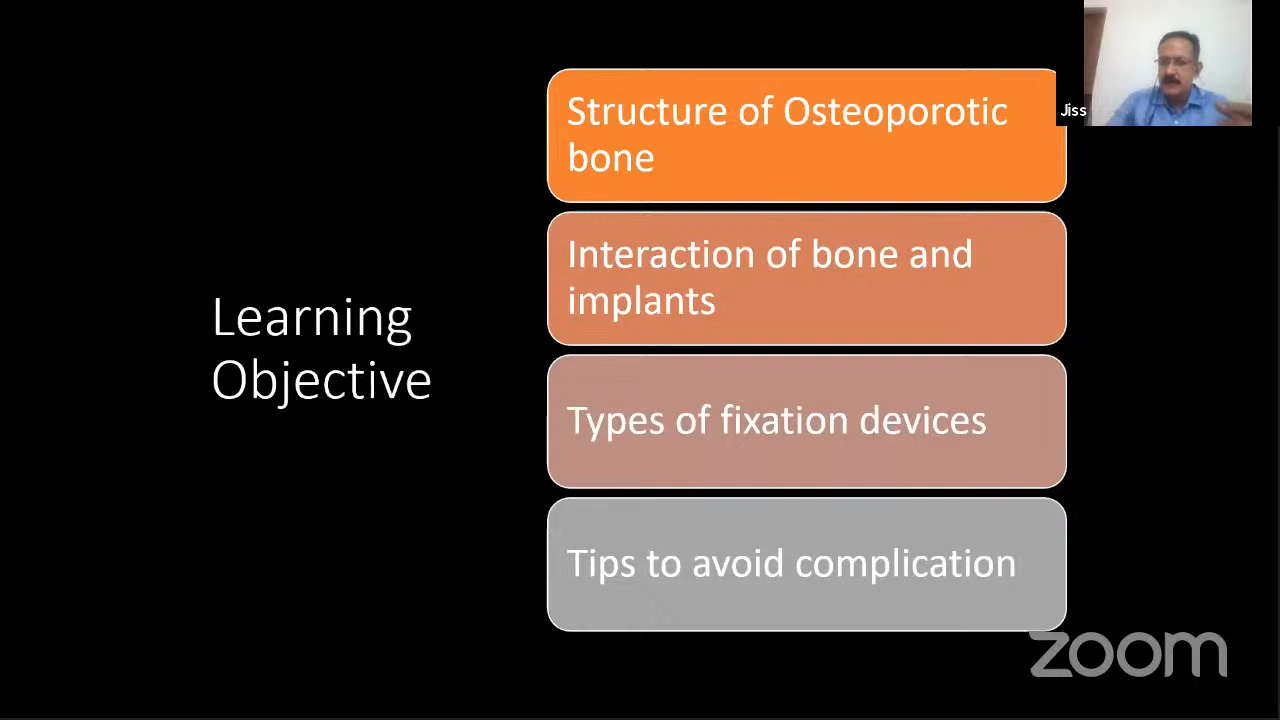 Learning
Objective
Structure of Osteoporotic
bone
Interaction of bone and
implants
Types of fixation devices
Tips to avoid complication
Jiss
zoom